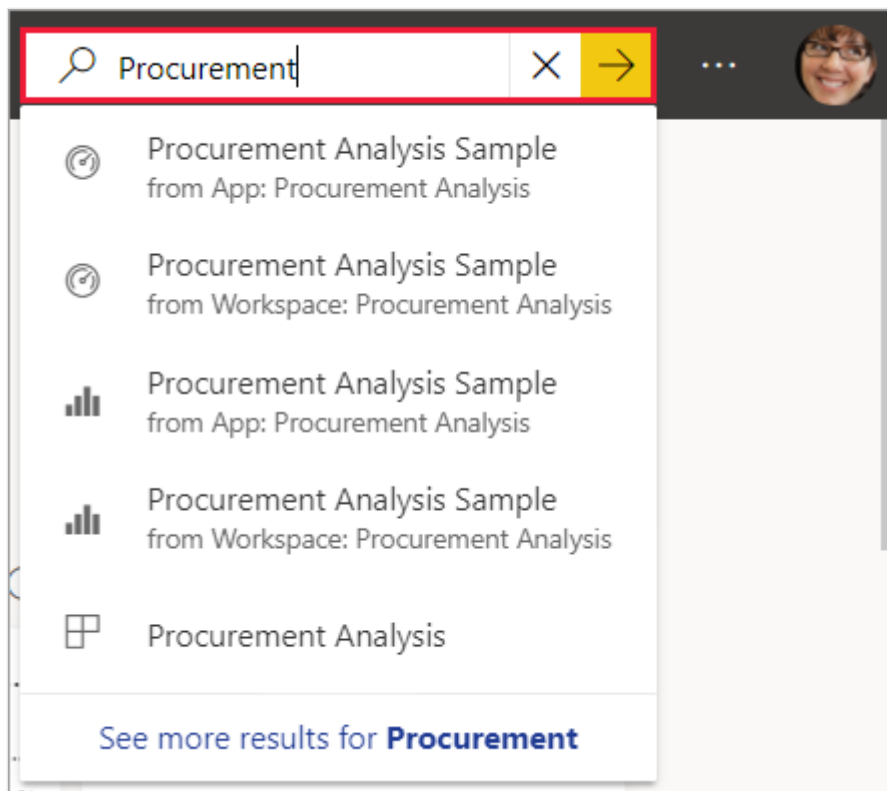 Procurement
Procurement Analysis Sample
from App: Procurement Analysis
Procurement Analysis Sample
from Workspace: Procurement Analysis
Procurement Analysis Sample
from App: Procurement Analysis
Procurement Analysis Sample
from Workspace: Procurement Analysis
Procurement Analysis
See more results for Procurement